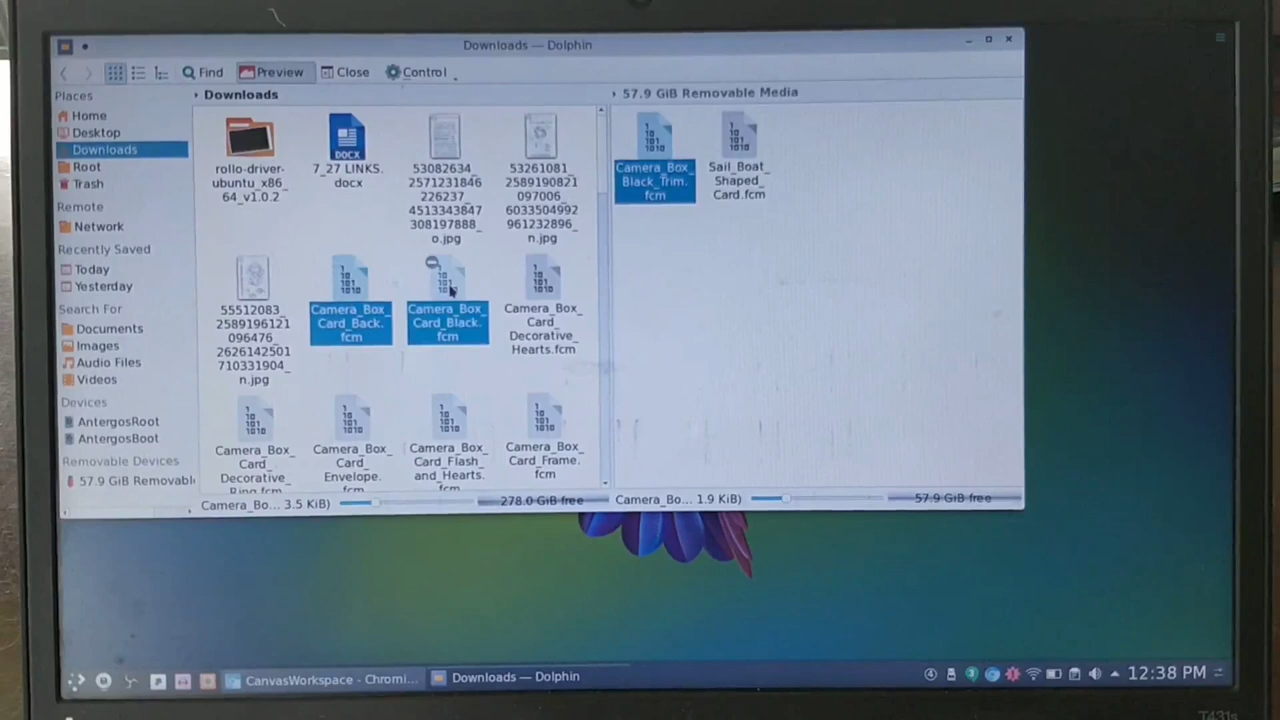 Downloads — Dolphin
Find
Preview
Close
Control
Places
Home
Desktop
Downloads
Root
Trash
Remote
Network
Recently Saved
Today
Yesterday
Search For
Documents
Images
Audio Files
Videos
Devices
AntergosRoot
AntergosBoot
Removable Devices
57.9 GiB Removabl
Downloads
rollo-driver-
ubuntu_x86_
64_v1.0.2
7_27 LINKS.
docx
53082634_
2571231846
226237_
4513343847
308197888_
o.jpg
53261081_
2589190821
097006_
6033504992
961232896_
n.jpg
55512083_
2589196121
096476_
2626142501
710331904_
n.jpg
Camera_Box_
Card_Back.
fcm
Camera_Box_
Card_Black.
fcm
Camera_Box_
Card_
Decorative_
Hearts.fcm
Camera_Box_
Card_
Decorative_
Ring.fcm
Camera_Box_
Card_
Envelope.
fcm
Camera_Box_
Card_Flash_
and_Hearts.
fcm
Camera_Box_
Card_Frame.
fcm
Camera_Bo... 3.5 KiB)
278.0 GiB free
57.9 GiB Removable Media
Camera_Box_
Black_Trim.
fcm
Sail_Boat_
Shaped_
Card.fcm
Camera_Bo... 1.9 KiB)
57.9 GiB free
CanvasWorkspace - Chromi...
Downloads — Dolphin
4
12:38 PM
T431s